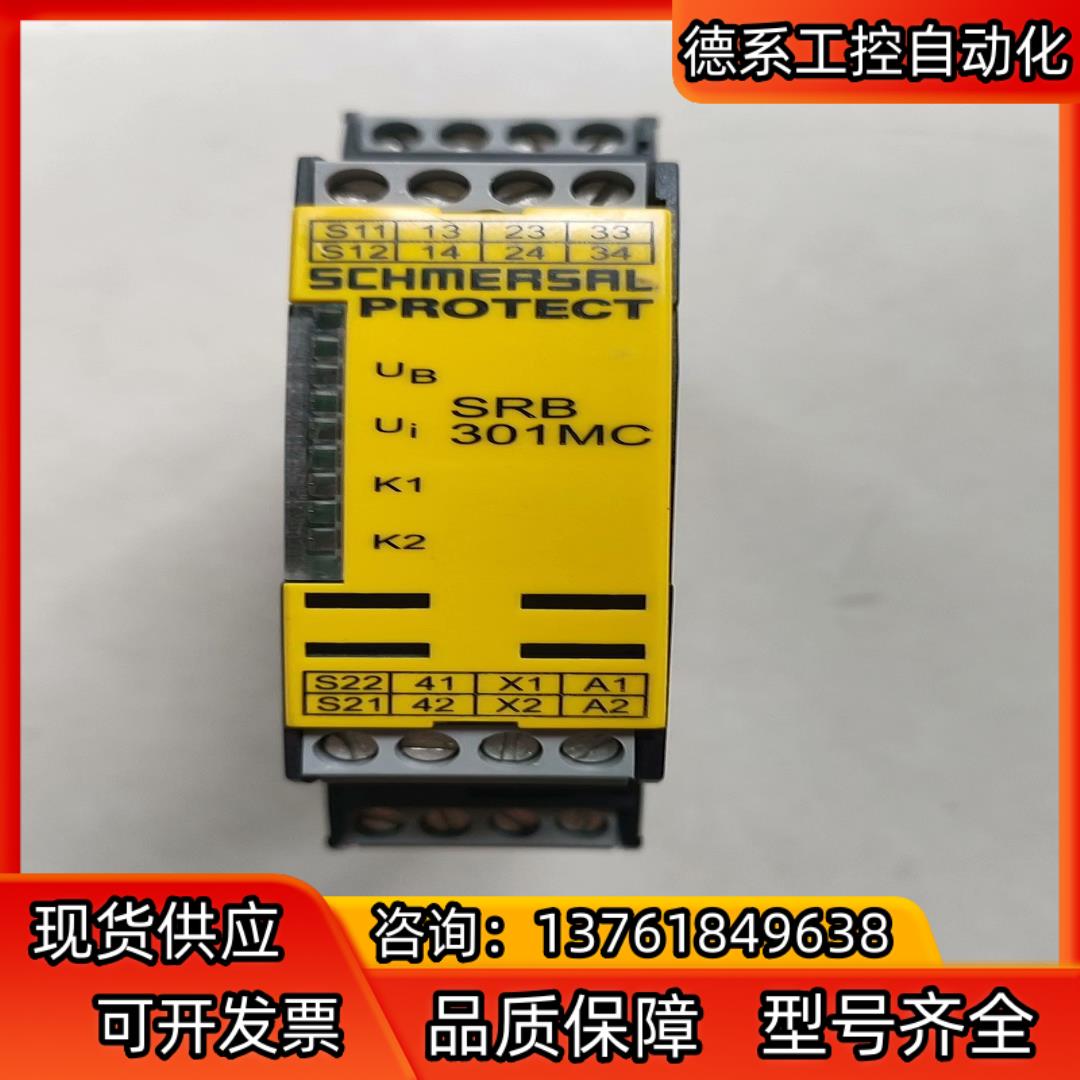 德系工控自动化
S11 13 23 33
S12 14 24 34
SCHMERSAL
PROTECT
UB
SRB
Ui
301MC
K1
K2
S22 41 X1 A1
S21 42 X2 A2
现货供应
咨询：13761849638
可开发票
品质保障
型号齐全